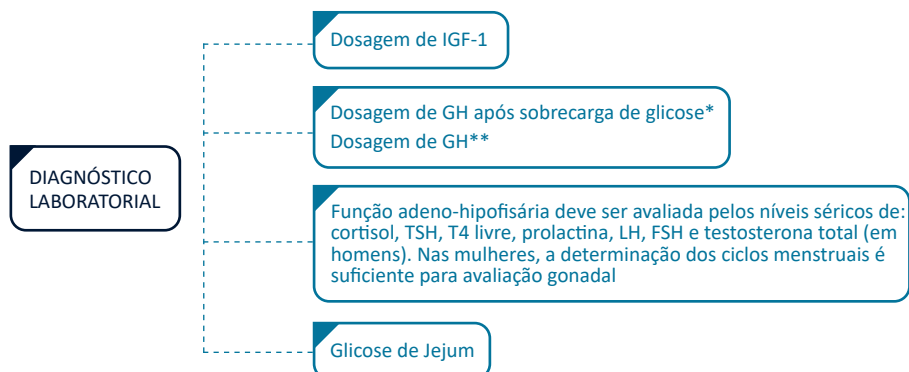 DIAGNÓSTICO
LABORATORIAL
Dosagem de IGF-1
Dosagem de GH após sobrecarga de glicose*
Dosagem de GH**
Função adeno-hipofisária deve ser avaliada pelos níveis séricos de:
cortisol, TSH, T4 livre, prolactina, LH, FSH e testosterona total (em
homens). Nas mulheres, a determinação dos ciclos menstruais é
suficiente para avaliação gonadal
Glicose de Jejum